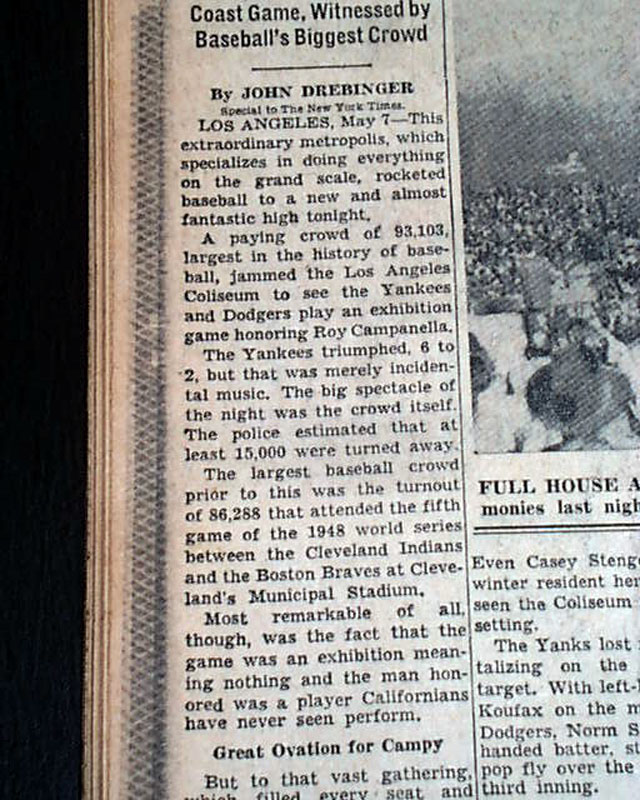 Coast Game, Witnessed by
Baseball's Biggest Crowd
By JOHN DREBINGER
Special to The New York Times.
LOS ANGELES, May 7—This
extraordinary metropolis, which
specializes in doing everything
on the grand scale, rocketed
baseball to a new and almost
fantastic high tonight.
A paying crowd of 93,103,
largest in the history of base-
ball, jammed the Los Angeles
Coliseum to see the Yankees
and Dodgers play an exhibition
game honoring Roy Campanella.
The Yankees triumphed, 6 to
2, but that was merely inciden-
tal music. The big spectacle of
the night was the crowd itself.
The police estimated that at
least 15,000 were turned away.
The largest baseball crowd
prior to this was the turnout
of 86,288 that attended the fifth
game of the 1948 world series
between the Cleveland Indians
and the Boston Braves at Cleve-
land's Municipal Stadium.
Most remarkable of all,
though, was the fact that the
game was an exhibition mean-
ing nothing and the man hon-
ored was a player Californians
have never seen perform.
Great Ovation for Campy
But to that vast gathering,
which filled every seat and
FULL HOUSE A
monies last nigh
Even Casey Steng
winter resident her
seen the Coliseum
setting.
The Yanks lost
talizing on the
target. With left-
Koufax on the m
Dodgers, Norm S
handed batter, st
pop fly over the
third inning.